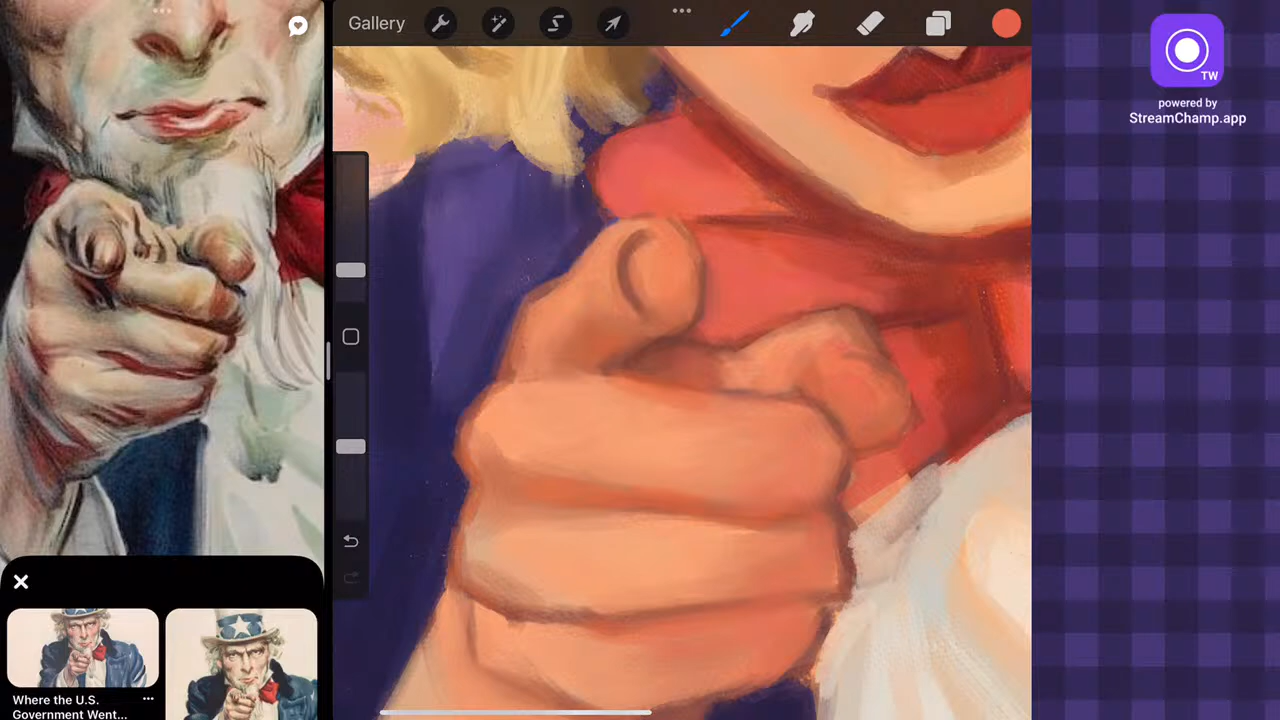 Gallery
TW
powered by
StreamChamp.app
Where the U.S.
Government Went...